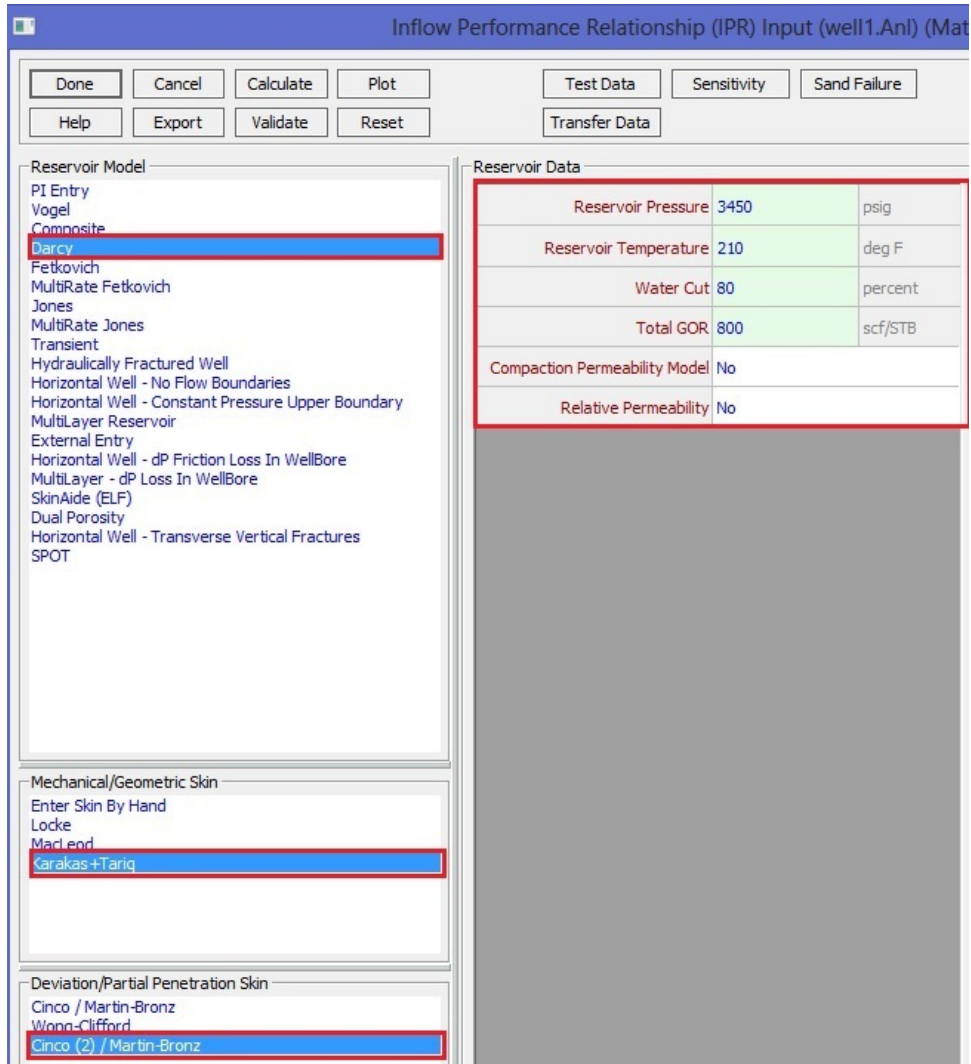 Inflow Performance Relationship (IPR) Input (well1.Anl) (Mat
Done Cancel Calculate Plot Test Data Sensitivity Sand Failure
Help Export Validate Reset Transfer Data
Reservoir Model
PI Entry
Vogel
Composite
Darcy
Fetkovich
MultiRate Fetkovich
Jones
MultiRate Jones
Transient
Hydraulically Fractured Well
Horizontal Well - No Flow Boundaries
Horizontal Well - Constant Pressure Upper Boundary
MultiLayer Reservoir
External Entry
Horizontal Well - dP Friction Loss In WellBore
MultiLayer - dP Loss In WellBore
SkinAide (ELF)
Dual Porosity
Horizontal Well - Transverse Vertical Fractures
SPOT
Mechanical/Geometric Skin
Enter Skin By Hand
Locke
MacLeod
Karakas+Tariq
Deviation/Partial Penetration Skin
Cinco / Martin-Bronz
Wong-Clifford
Cinco (2) / Martin-Bronz
Reservoir Data
Reservoir Pressure 3450 psig
Reservoir Temperature 210 deg F
Water Cut 80 percent
Total GOR 800 scf/STB
Compaction Permeability Model No
Relative Permeability No